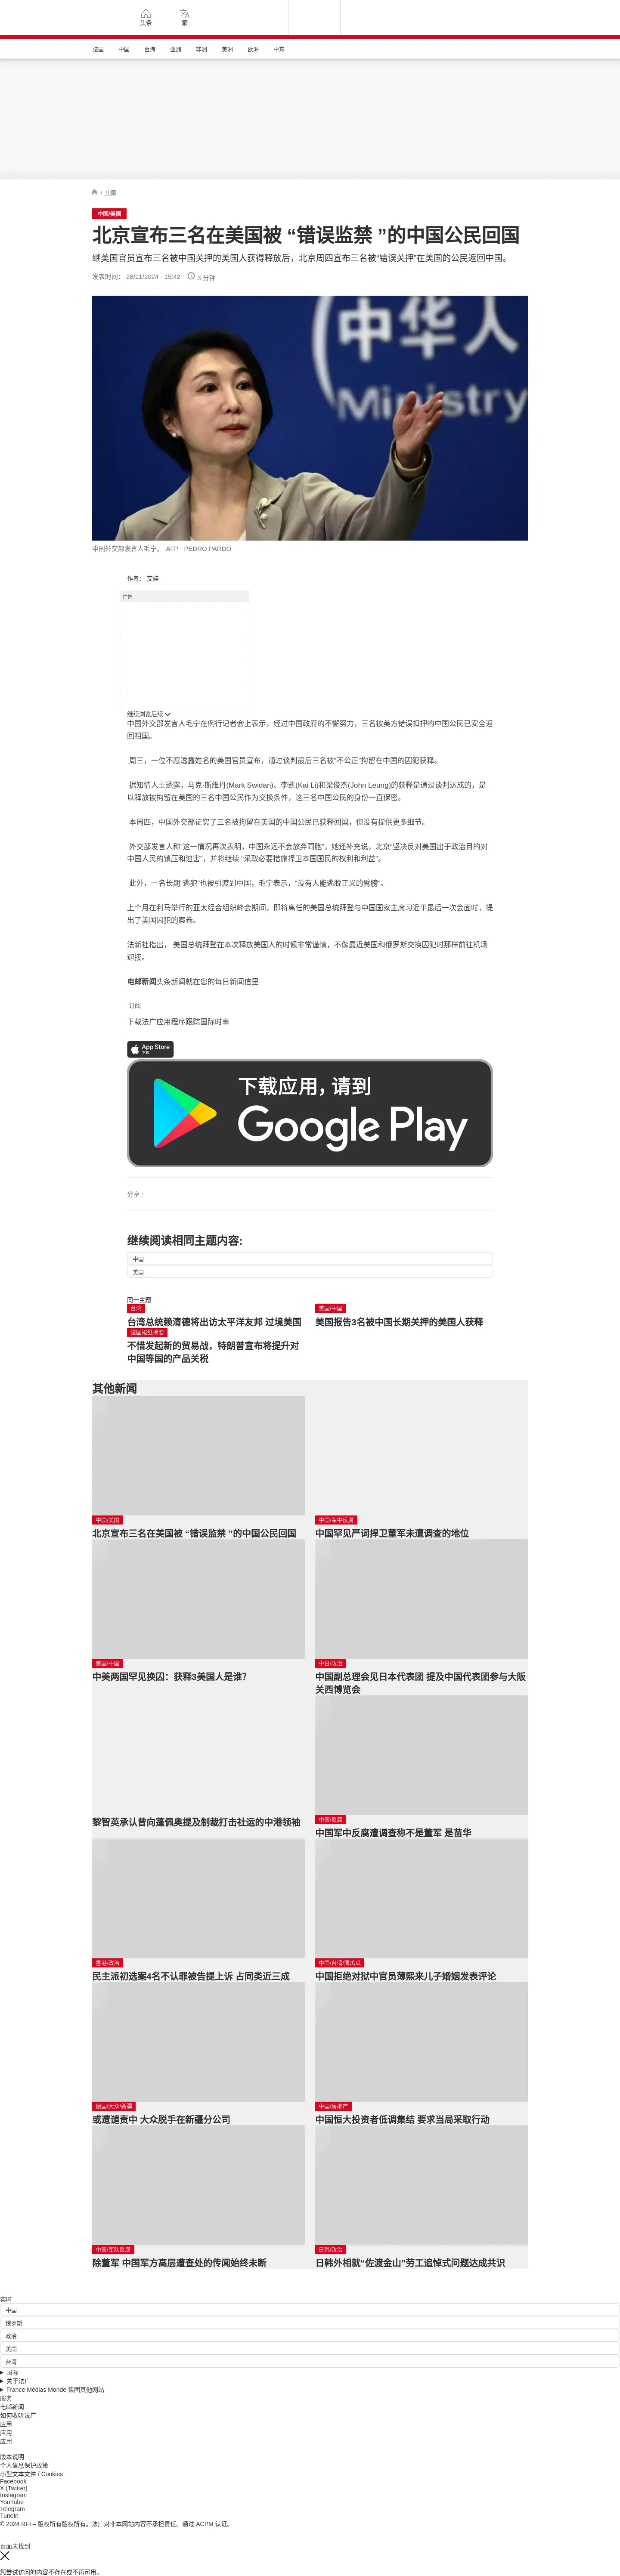 头条
繁
法国
中国
台海
亚洲
非洲
美洲
欧洲
中东
/ 中国
中国/美国
北京宣布三名在美国被 “错误监禁 ”的中国公民回国
继美国官员宣布三名被中国关押的美国人获得释放后，北京周四宣布三名被“错误关押”在美国的公民返回中国。
发表时间： 28/11/2024 - 15:42
3 分钟
中华人
Ministry
中国外交部发言人毛宁。 AFP - PEDRO PARDO
广告
继续浏览后续
中国外交部发言人毛宁在例行记者会上表示，经过中国政府的不懈努力，三名被美方错误扣押的中国公民已安全返
回祖国。
周三，一位不愿透露姓名的美国官员宣布，通过谈判最后三名被“不公正”拘留在中国的囚犯获释。
据知情人士透露，马克·斯维丹(Mark Swidan)、李凯(Kai Li)和梁俊杰(John Leung)的获释是通过谈判达成的，是
以释放被拘留在美国的三名中国公民作为交换条件，这三名中国公民的身份一直保密。
本周四，中国外交部证实了三名被拘留在美国的中国公民已获释回国，但没有提供更多细节。
外交部发言人称“这一情况再次表明，中国永远不会放弃同胞”，她还补充说，北京“坚决反对美国出于政治目的对
中国人民的镇压和迫害”，并将继续 “采取必要措施捍卫本国国民的权利和利益”。
此外，一名长期“逃犯”也被引渡到中国，毛宁表示，“没有人能逃脱正义的臂膀”。
上个月在利马举行的亚太经合组织峰会期间，即将离任的美国总统拜登与中国国家主席习近平最后一次会面时，提
出了美国囚犯的案卷。
法新社指出， 美国总统拜登在本次释放美国人的时候非常谨慎，不像最近美国和俄罗斯交换囚犯时那样前往机场
迎接。
电邮新闻头条新闻就在您的每日新闻信里
订阅
下载法广应用程序跟踪国际时事
App Store
下载
下载应用，请到
Google Play
分享 :
继续阅读相同主题内容:
中国
美国
同一主题
台湾
台湾总统赖清德将出访太平洋友邦 过境美国
美国/中国
美国报告3名被中国长期关押的美国人获释
法国报纸摘要
不惜发起新的贸易战，特朗普宣布将提升对
中国等国的产品关税
其他新闻
中国/美国
北京宣布三名在美国被 “错误监禁 ”的中国公民回国
中国/军中反腐
中国罕见严词捍卫董军未遭调查的地位
美国/中国
中美两国罕见换囚：获释3美国人是谁？
中日/政治
中国副总理会见日本代表团 提及中国代表团参与大阪
关西博览会
黎智英承认曾向蓬佩奥提及制裁打击社运的中港领袖
中国/反腐
中国军中反腐遭调查称不是董军 是苗华
香港/政治
民主派初选案4名不认罪被告提上诉 占同类近三成
中国/台湾/薄瓜瓜
中国拒绝对狱中官员薄熙来儿子婚姻发表评论
德国/大众/新疆
或遭谴责中 大众脱手在新疆分公司
中国/房地产
中国恒大投资者低调集结 要求当局采取行动
中国/军队反腐
除董军 中国军方高层遭查处的传闻始终未断
日韩/政治
日韩外相就“佐渡金山”劳工追悼式问题达成共识
实时
中国
俄罗斯
政治
美国
台湾
国际
关于法广
France Médias Monde 集团其他网站
服务
电邮新闻
如何收听法广
应用
应用
应用
版本说明
个人信息保护政策
小型文本文件 / Cookies
Facebook
X (Twitter)
Instagram
YouTube
Telegram
TuneIn
© 2024 RFI – 版权所有版权所有。法广对非本网站内容不承担责任。通过 ACPM 认证。
页面未找到
您尝试访问的内容不存在或不再可用。